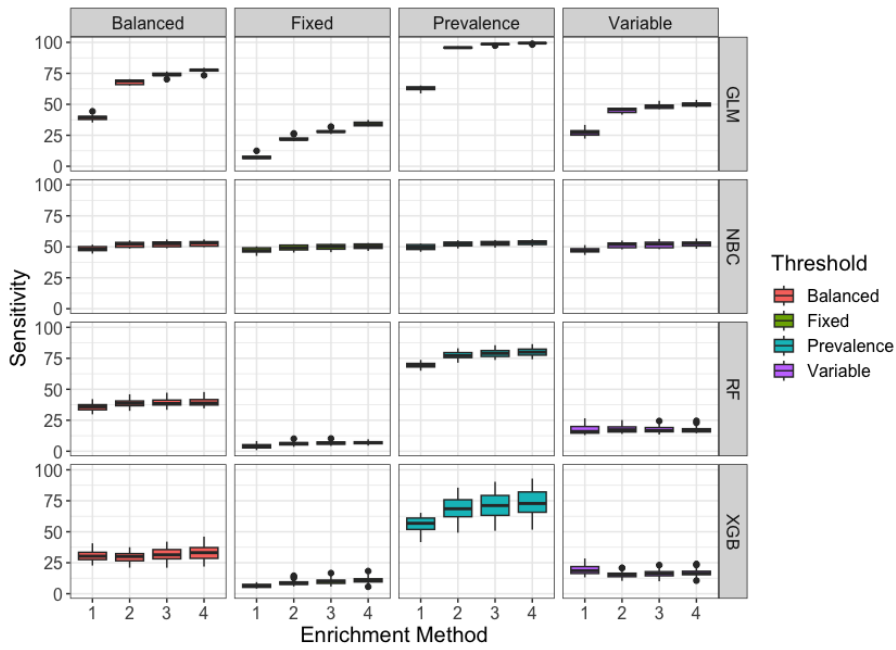 Balanced Fixed Prevalence Variable
100
75
50
25
0
GLM
100
75
50
25
0
NBC
100
75
50
25
0
RF
100
75
50
25
0
XGB
1 2 3 4 1 2 3 4 1 2 3 4 1 2 3 4
Enrichment Method
Sensitivity
Threshold
Balanced
Fixed
Prevalence
Variable